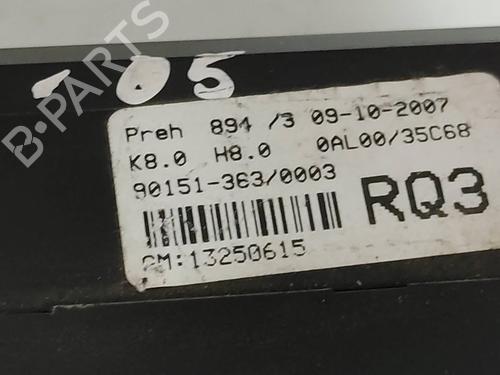 - 05
Preh 894 /3 09-10-2007
K8.0 H8.0 0AL00/35C68
90151-363/0003
RQ3
GM:13250615
B-PARTS